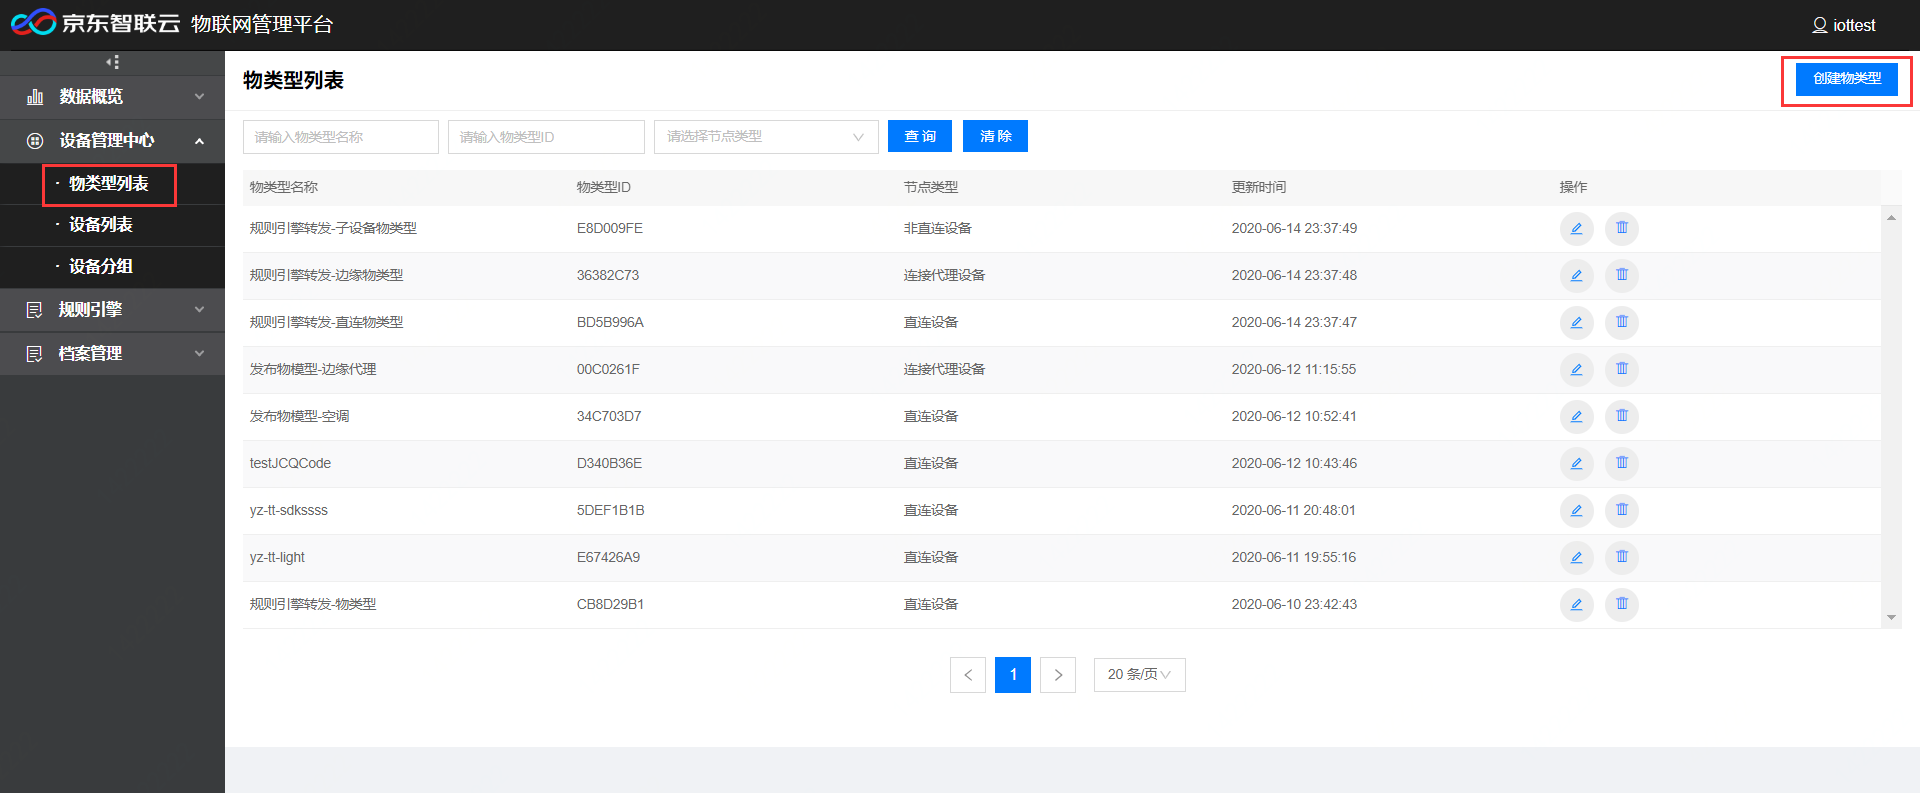 京东智联云 物联网管理平台
iottest
数据概览
设备管理中心
· 物类型列表
· 设备列表
· 设备分组
规则引擎
档案管理
物类型列表
创建物类型
请输入物类型名称 请输入物类型ID 请选择节点类型 查询 清除
物类型名称 物类型ID 节点类型 更新时间 操作
规则引擎转发-子设备物类型 E8D009FE 非直连设备 2020-06-14 23:37:49
规则引擎转发-边缘物类型 36382C73 连接代理设备 2020-06-14 23:37:48
规则引擎转发-直连物类型 BD5B996A 直连设备 2020-06-14 23:37:47
发布物模型-边缘代理 00C0261F 连接代理设备 2020-06-12 11:15:55
发布物模型-空调 34C703D7 直连设备 2020-06-12 10:52:41
testJCQCode D340B36E 直连设备 2020-06-12 10:43:46
yz-tt-sdkssss 5DEF1B1B 直连设备 2020-06-11 20:48:01
yz-tt-light E67426A9 直连设备 2020-06-11 19:55:16
规则引擎转发-物类型 CB8D29B1 直连设备 2020-06-10 23:42:43
< 1 > 20 条/页